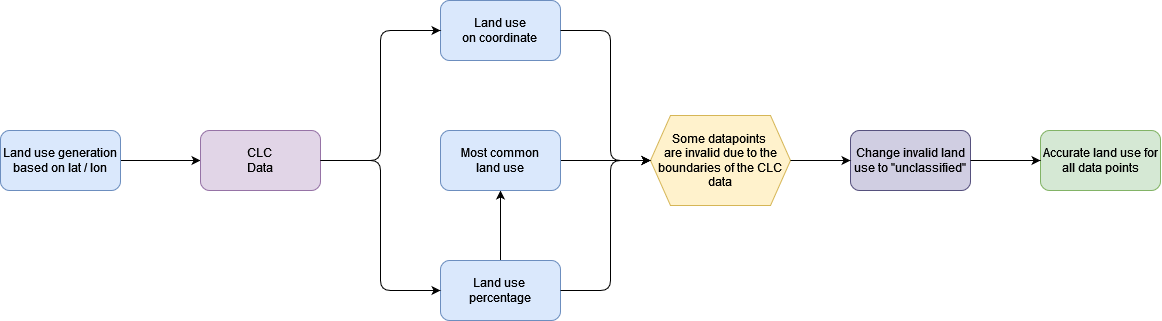 Land use generation
based on lat / lon
CLC
Data
Land use
on coordinate
Most common
land use
Land use
percentage
Some datapoints
are invalid due to the
boundaries of the CLC
data
Change invalid land
use to "unclassified"
Accurate land use for
all data points